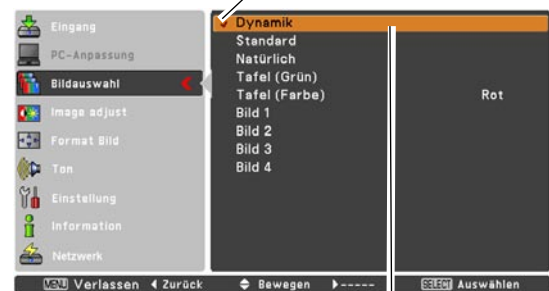 Eingang
PC-Anpassung
Bildauswahl
Image adjust
Format Bild
Ton
Einstellung
Information
Netzwerk
Dynamik
Standard
Natürlich
Tafel (Grün)
Tafel (Farbe) Rot
Bild 1
Bild 2
Bild 3
Bild 4
MENU Verlassen Zurück Bewegen ----- SELECT Auswählen